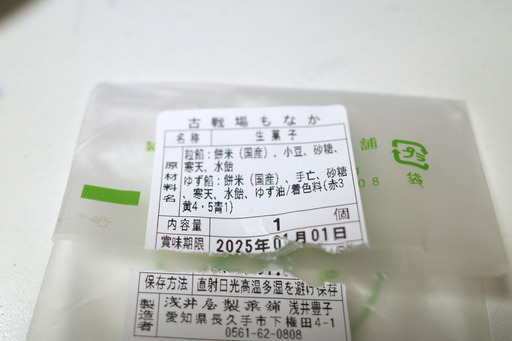 古戦場もなか
名称 生菓子
原材料名 粒餡：餅米（国産）、小豆、砂糖、
寒天、水飴
ゆず餡：餅米（国産）、手亡、砂糖
、寒天、水飴、ゆず油/着色料(赤3
黄4・5青1)
内容量 1 個
賞味期限 2025年01月01日
保存方法 直射日光高温多湿を避け保存
製造者 浅井屋製菓舗 浅井豊子
愛知県長久手市下権田4-1
0561-62-0808
舗
プラ
袋
08